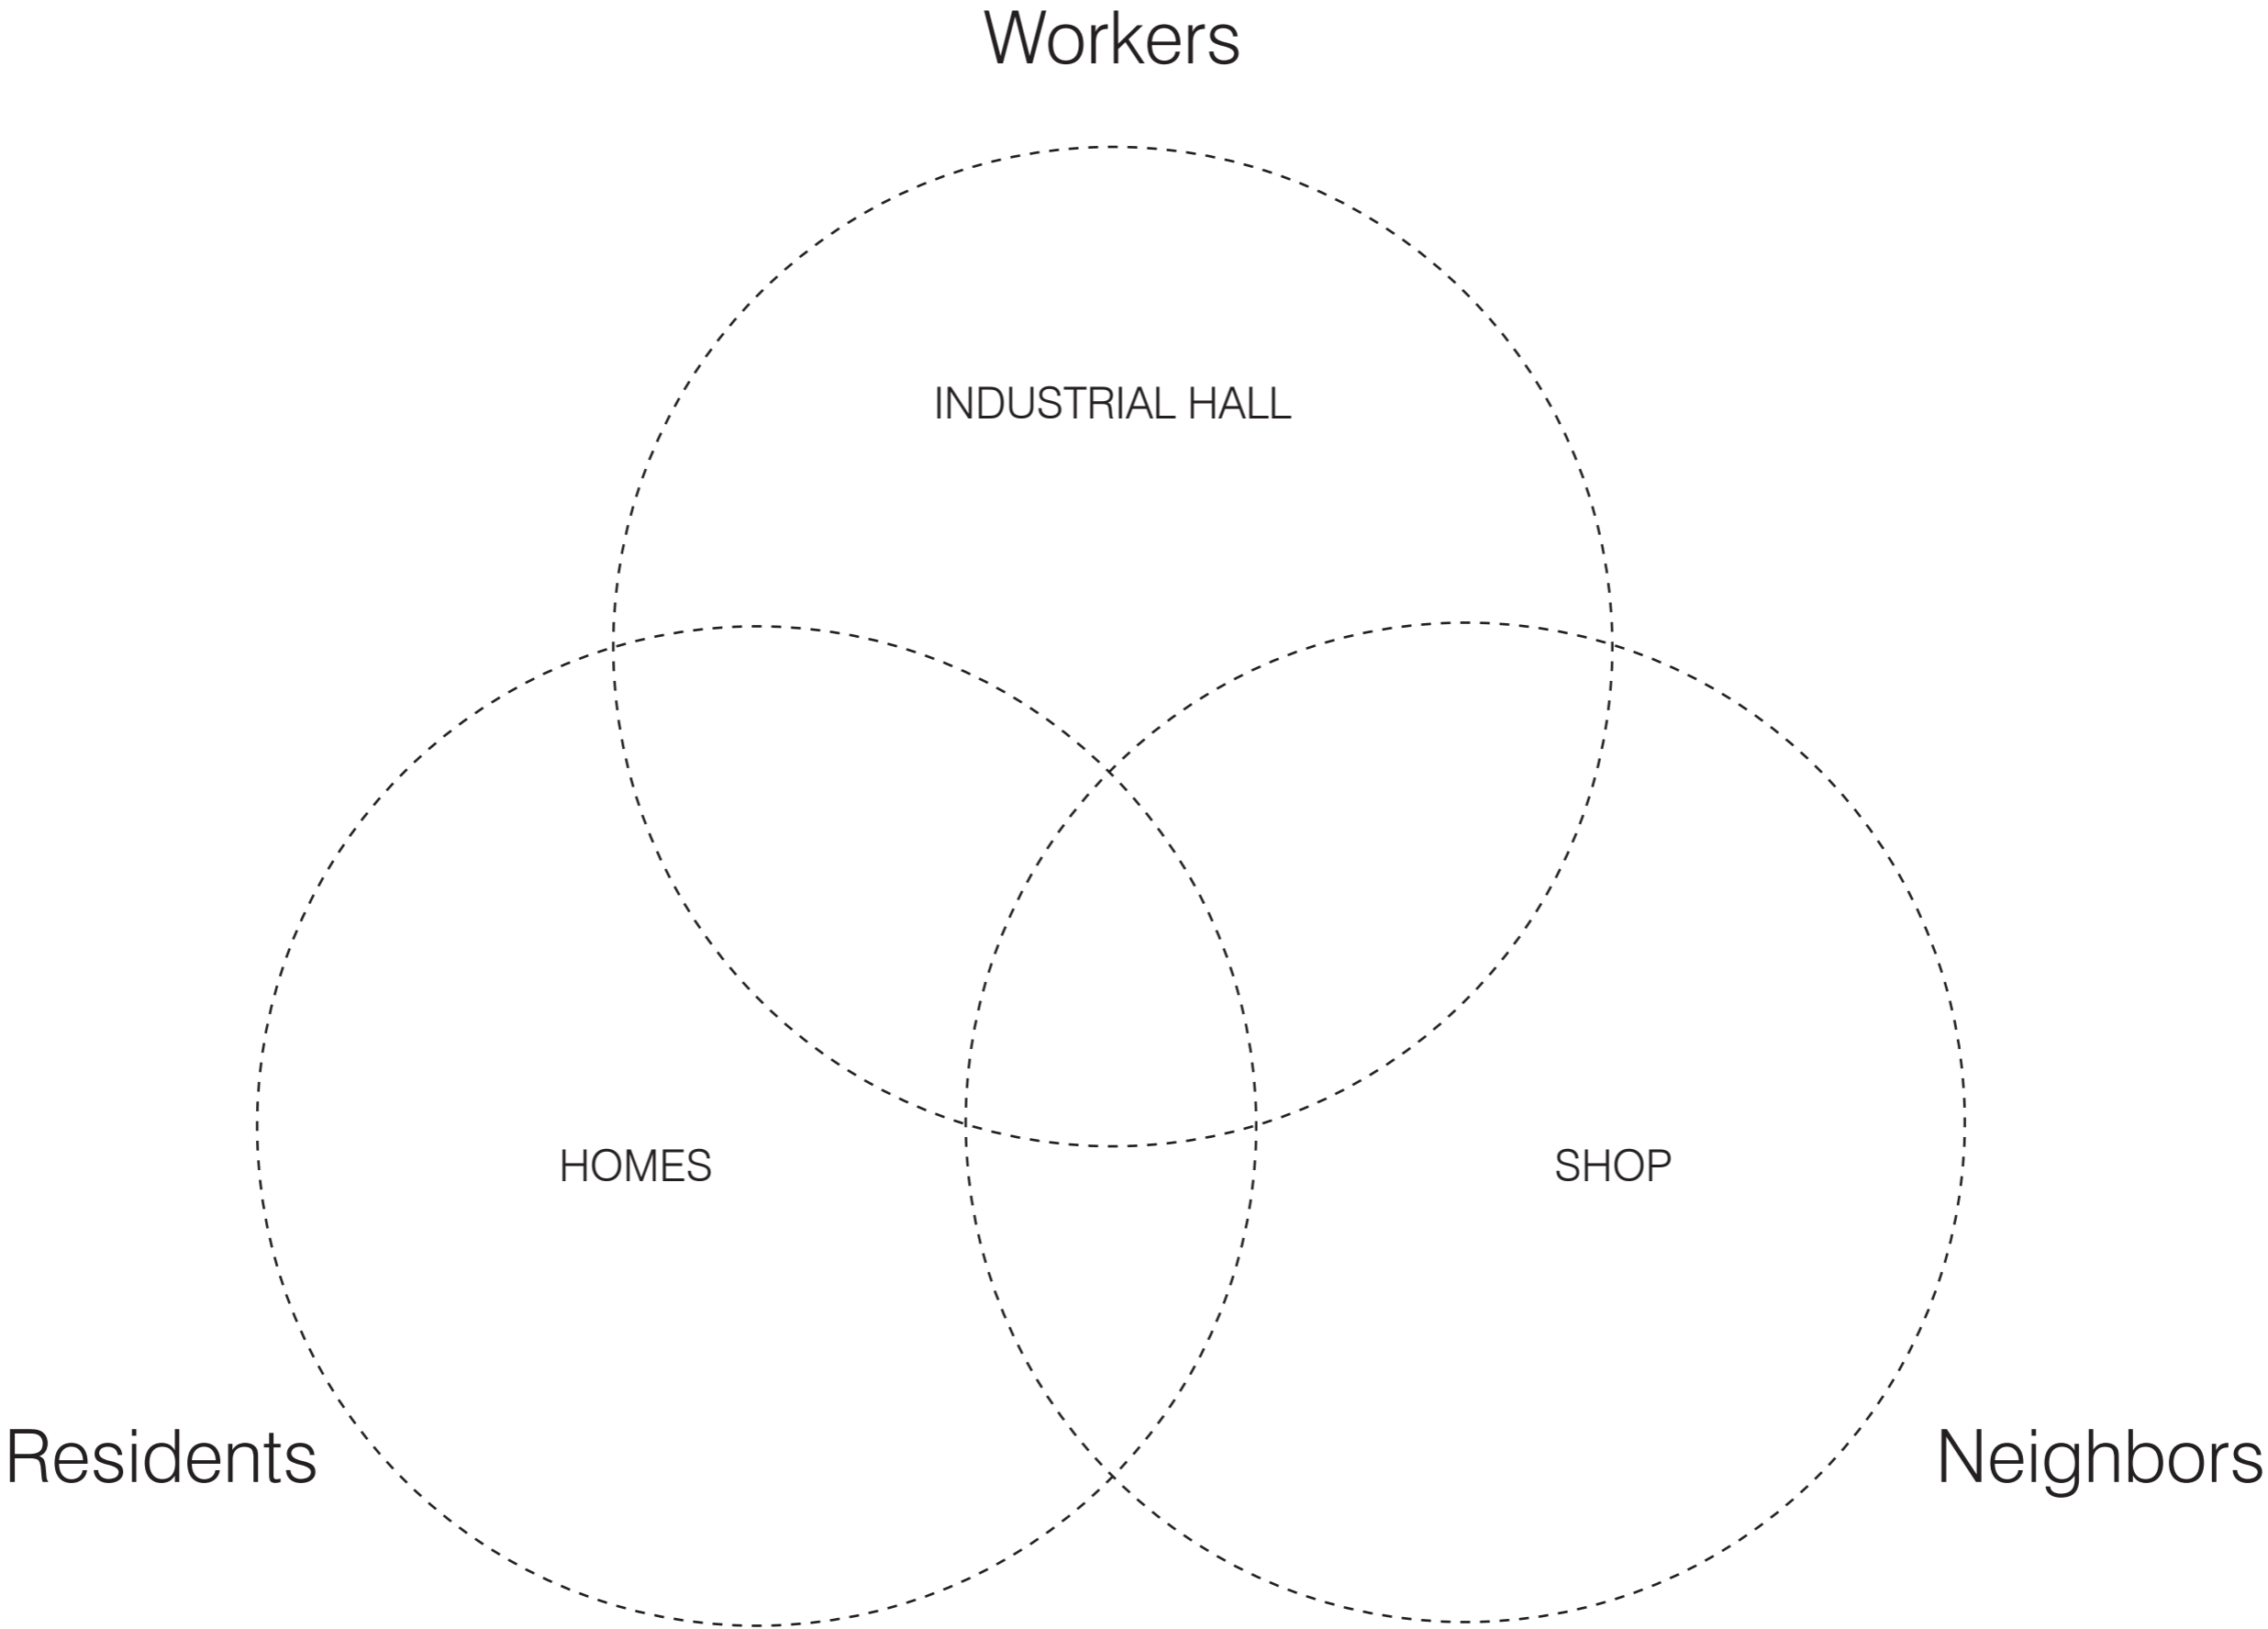 Workers
INDUSTRIAL HALL
HOMES
SHOP
Residents
Neighbors